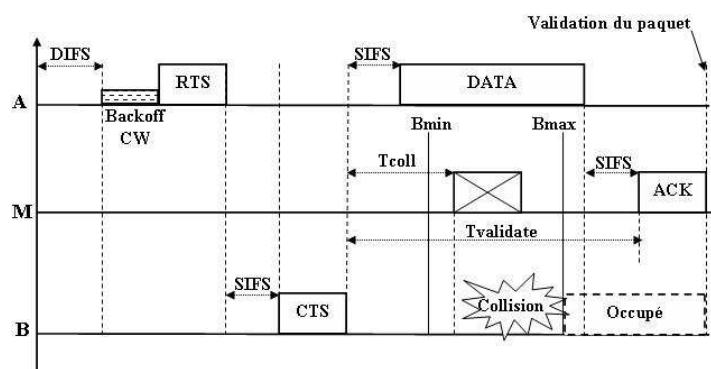 Validation du paquet
DIFS
SIFS
RTS
DATA
A
Backoff
CW
Bmin
Bmax
Tcoll
SIFS
ACK
M
Tvalidate
SIFS
CTS
Collision
Occupé
B